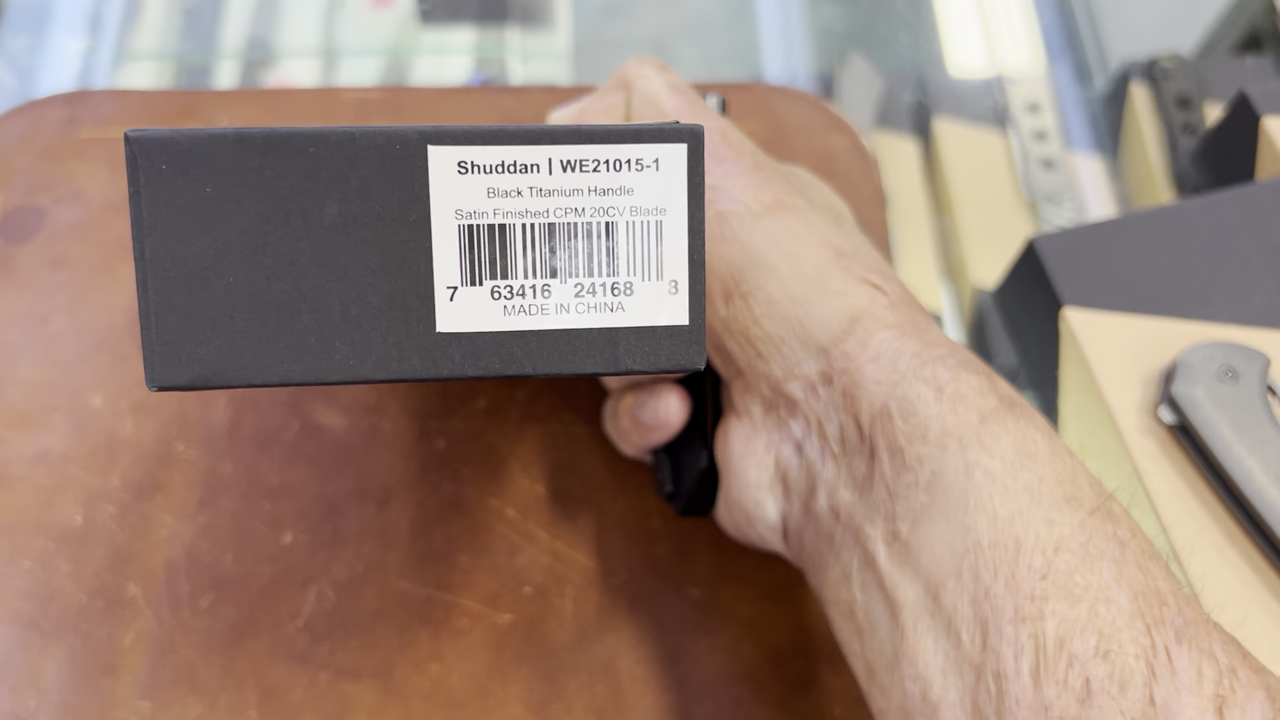 Shuddan | WE21015-1
Black Titanium Handle
Satin Finished CPM 20CV Blade
7 63416 24168 3
MADE IN CHINA